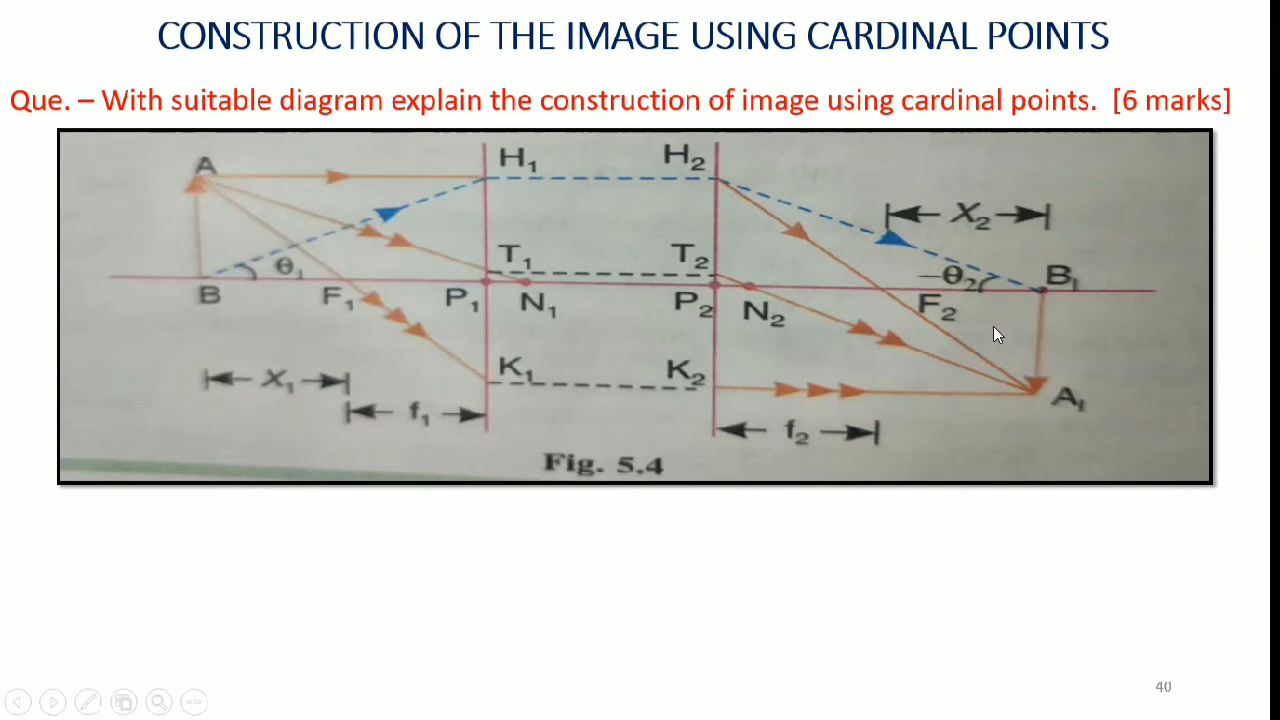 CONSTRUCTION OF THE IMAGE USING CARDINAL POINTS
Que. – With suitable diagram explain the construction of image using cardinal points. [6 marks]
A H₁ H₂
X₂
T₁ T₂
θ₁ −θ₂ B₁
B F₁ P₁ N₁ P₂ N₂ F₂
X₁ K₁ K₂
A₁
f₁ f₂
Fig. 5.4
40